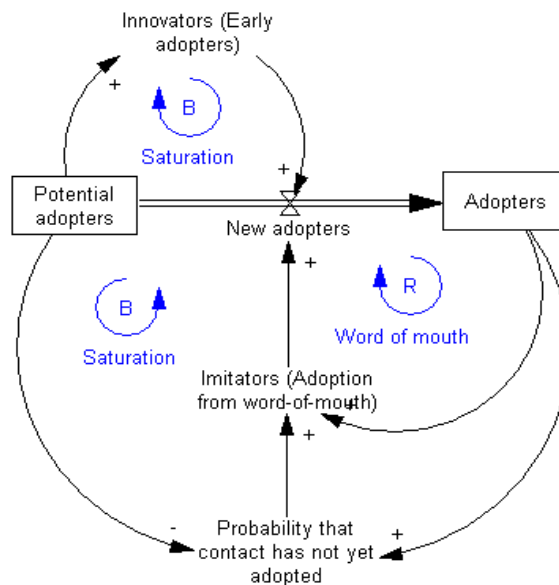 Innovators (Early
adopters)
+
B
Saturation
+
Potential
adopters
Adopters
New adopters
+
B
R
Saturation
Word of mouth
Imitators (Adoption
from word-of-mouth)
+
+
-
Probability that
contact has not yet
adopted
+